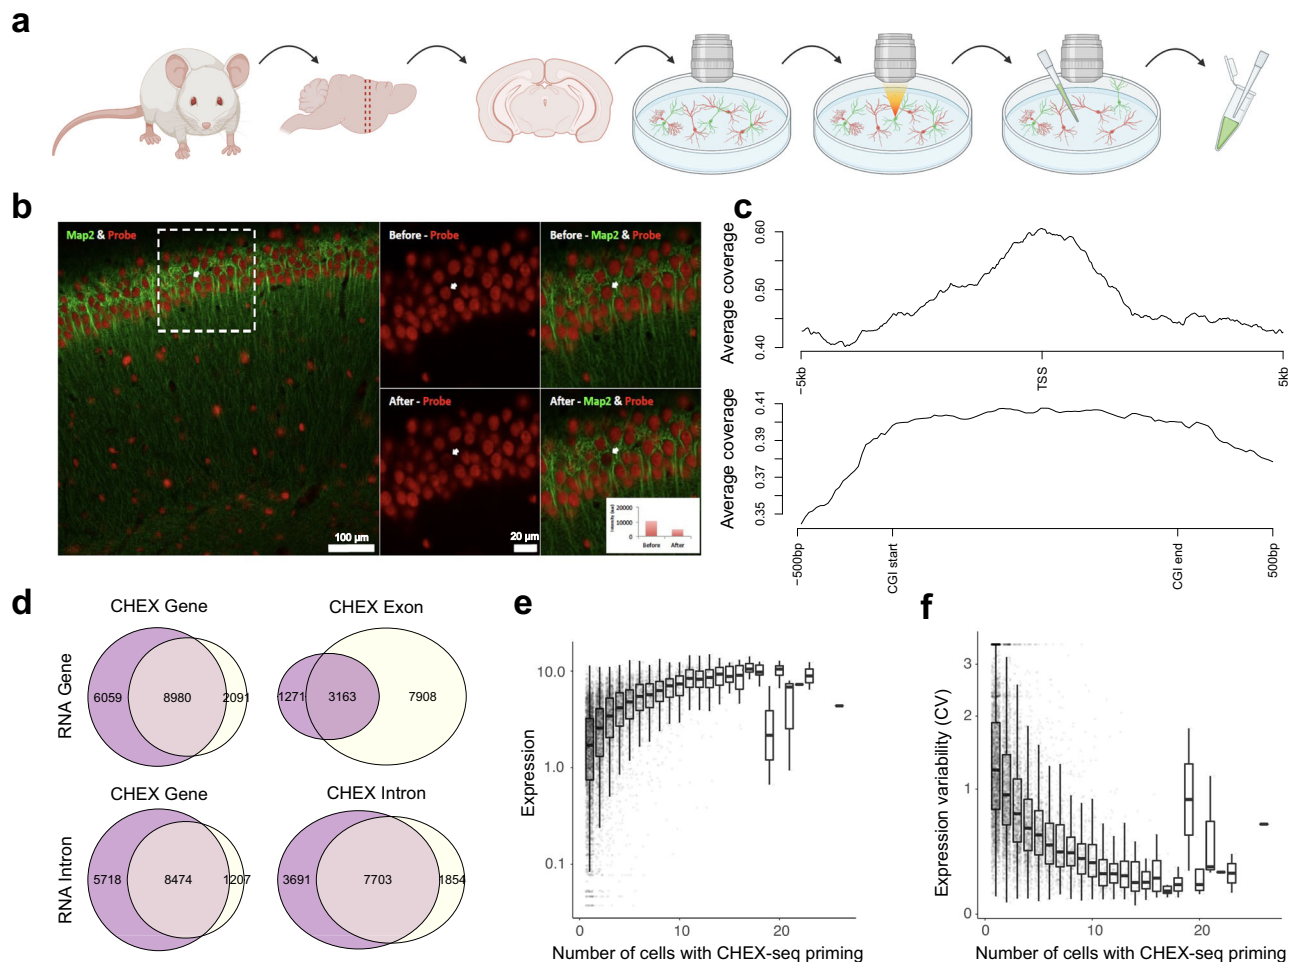 a
b
Map2 & Probe
100 µm
Before - Probe
Before - Map2 & Probe
After - Probe
20 µm
After - Map2 & Probe
20000
10000
0
Before After
c
Average coverage
0.60
0.50
0.40
−5kb
TSS
5kb
Average coverage
0.41
0.39
0.37
0.35
−500bp
CGI start
CGI end
500bp
d
CHEX Gene
CHEX Exon
RNA Gene
6059 8980 2091
1271 3163 7908
CHEX Gene
CHEX Intron
RNA Intron
5718 8474 1207
3691 7703 1854
e
Expression
10.0
1.0
0.1
0 10 20
Number of cells with CHEX-seq priming
f
Expression variability (CV)
3
2
1
0
0 10 20
Number of cells with CHEX-seq priming